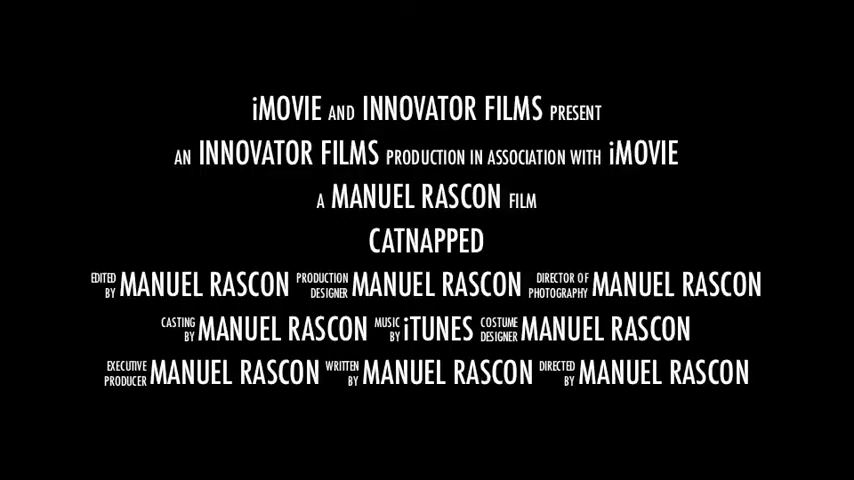 iMOVIE AND INNOVATOR FILMS PRESENT
AN INNOVATOR FILMS PRODUCTION IN ASSOCIATION WITH iMOVIE
A MANUEL RASCON FILM
CATNAPPED
EDITED BY MANUEL RASCON PRODUCTION DESIGNER MANUEL RASCON DIRECTOR OF PHOTOGRAPHY MANUEL RASCON
CASTING BY MANUEL RASCON MUSIC BY iTUNES COSTUME DESIGNER MANUEL RASCON
EXECUTIVE PRODUCER MANUEL RASCON WRITTEN BY MANUEL RASCON DIRECTED BY MANUEL RASCON